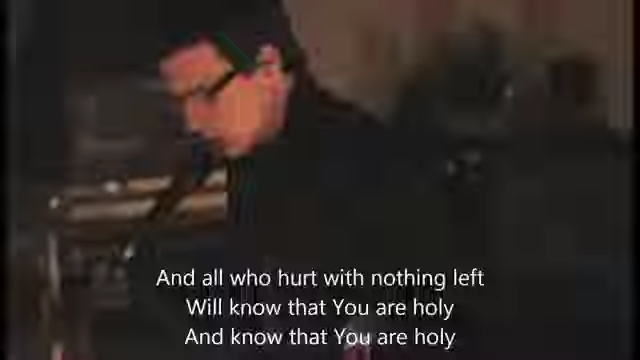 And all who hurt with nothing left
Will know that You are holy
And know that You are holy